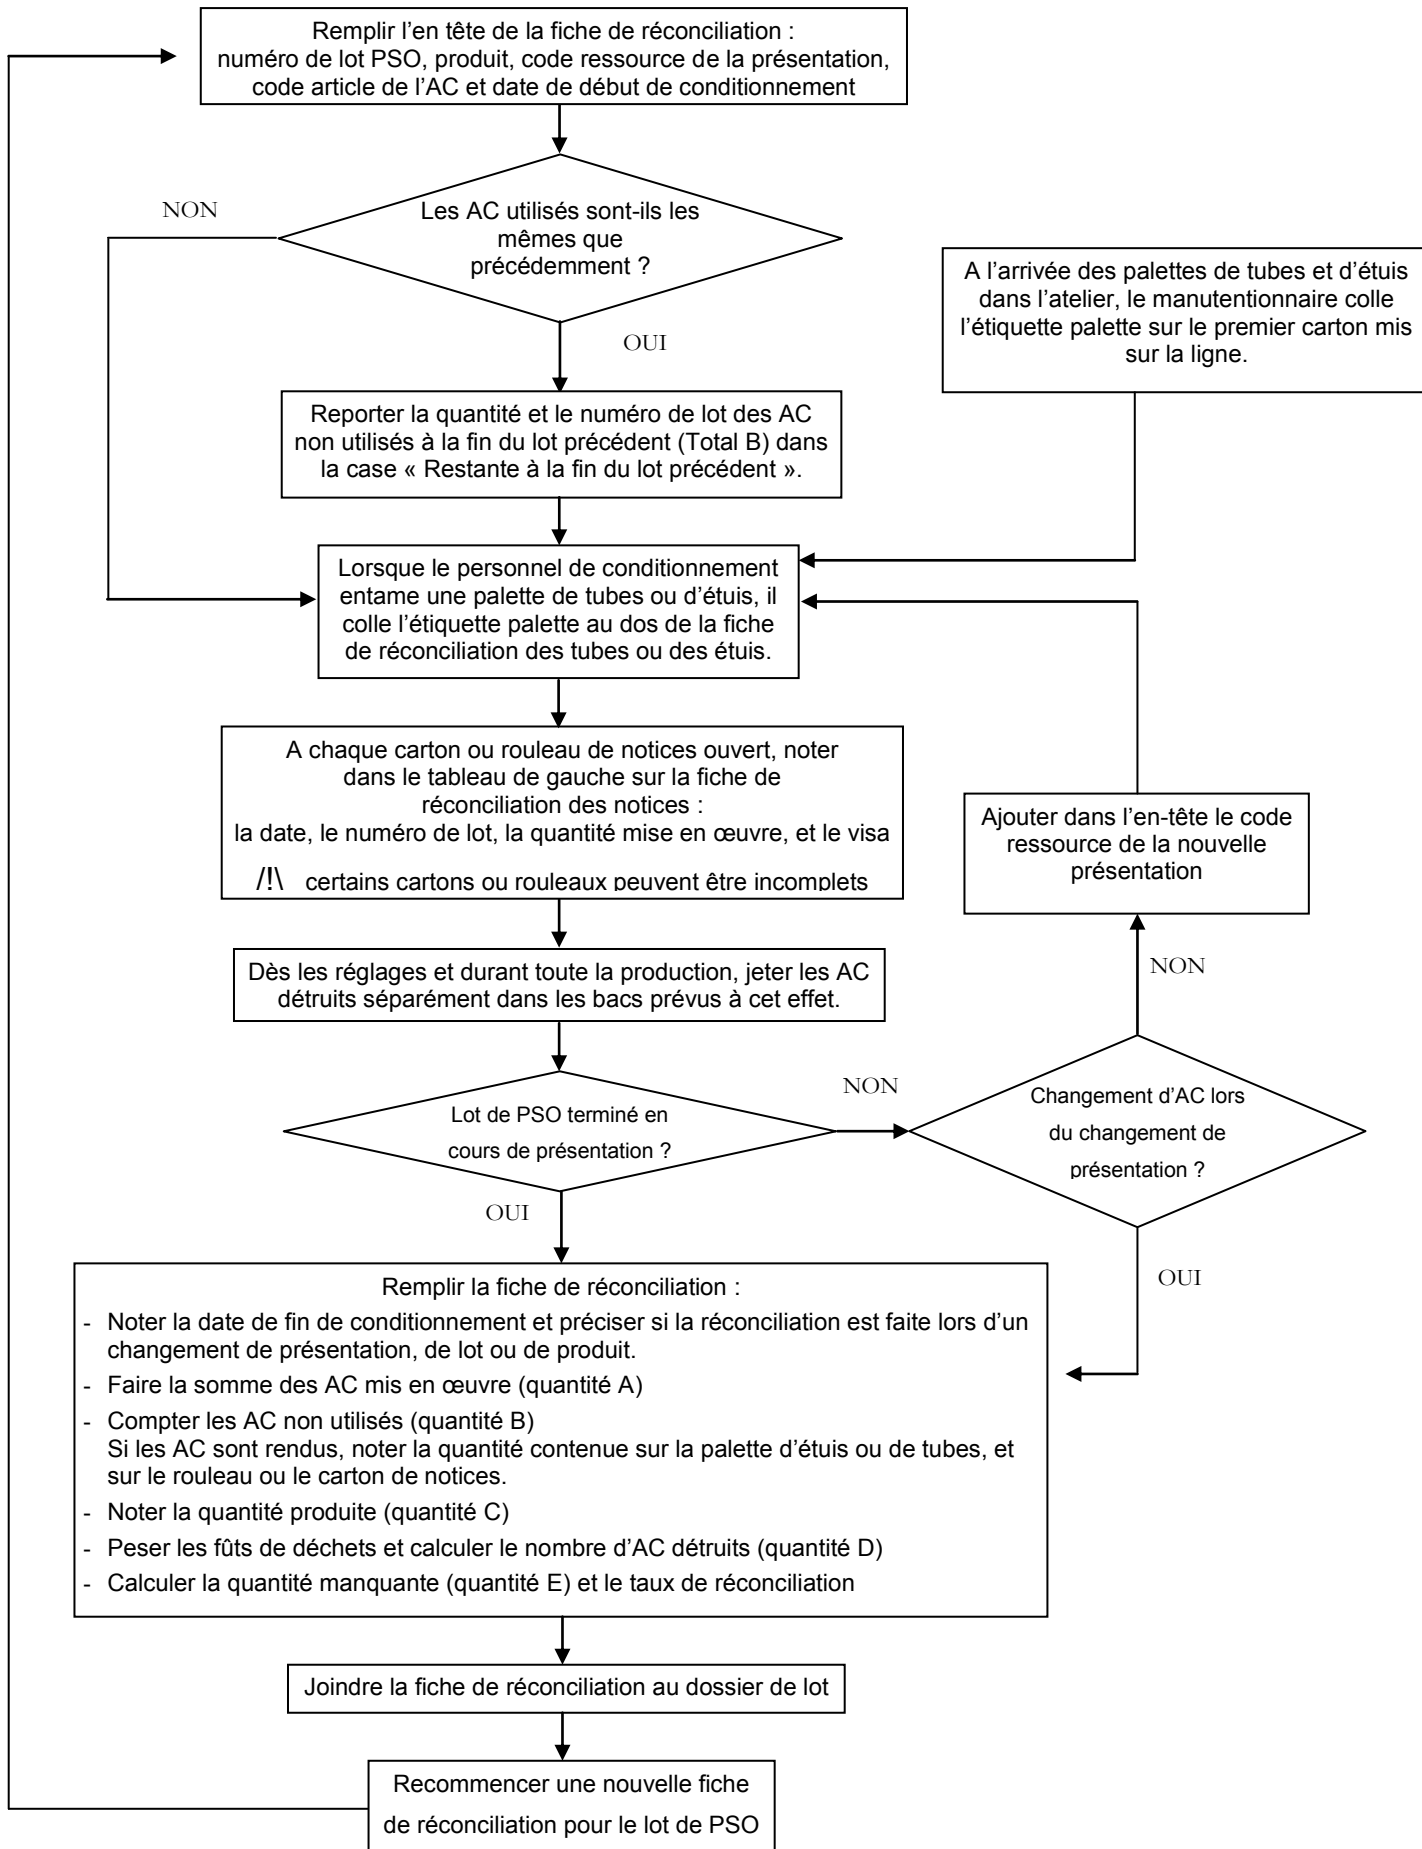 Remplir l'en tête de la fiche de réconciliation :
numéro de lot PSO, produit, code ressource de la présentation,
code article de l'AC et date de début de conditionnement
NON
Les AC utilisés sont-ils les
mêmes que
précédemment ?
OUI
A l'arrivée des palettes de tubes et d'étuis
dans l'atelier, le manutentionnaire colle
l'étiquette palette sur le premier carton mis
sur la ligne.
Reporter la quantité et le numéro de lot des AC
non utilisés à la fin du lot précédent (Total B) dans
la case « Restante à la fin du lot précédent ».
Lorsque le personnel de conditionnement
entame une palette de tubes ou d'étuis, il
colle l'étiquette palette au dos de la fiche
de réconciliation des tubes ou des étuis.
A chaque carton ou rouleau de notices ouvert, noter
dans le tableau de gauche sur la fiche de
réconciliation des notices :
la date, le numéro de lot, la quantité mise en œuvre, et le visa
/!\ certains cartons ou rouleaux peuvent être incomplets
Ajouter dans l'en-tête le code
ressource de la nouvelle
présentation
NON
Dès les réglages et durant toute la production, jeter les AC
détruits séparément dans les bacs prévus à cet effet.
Lot de PSO terminé en
cours de présentation ?
NON
Changement d'AC lors
du changement de
présentation ?
OUI
OUI
Remplir la fiche de réconciliation :
- Noter la date de fin de conditionnement et préciser si la réconciliation est faite lors d'un
changement de présentation, de lot ou de produit.
- Faire la somme des AC mis en œuvre (quantité A)
- Compter les AC non utilisés (quantité B)
Si les AC sont rendus, noter la quantité contenue sur la palette d'étuis ou de tubes, et
sur le rouleau ou le carton de notices.
- Noter la quantité produite (quantité C)
- Peser les fûts de déchets et calculer le nombre d'AC détruits (quantité D)
- Calculer la quantité manquante (quantité E) et le taux de réconciliation
Joindre la fiche de réconciliation au dossier de lot
Recommencer une nouvelle fiche
de réconciliation pour le lot de PSO